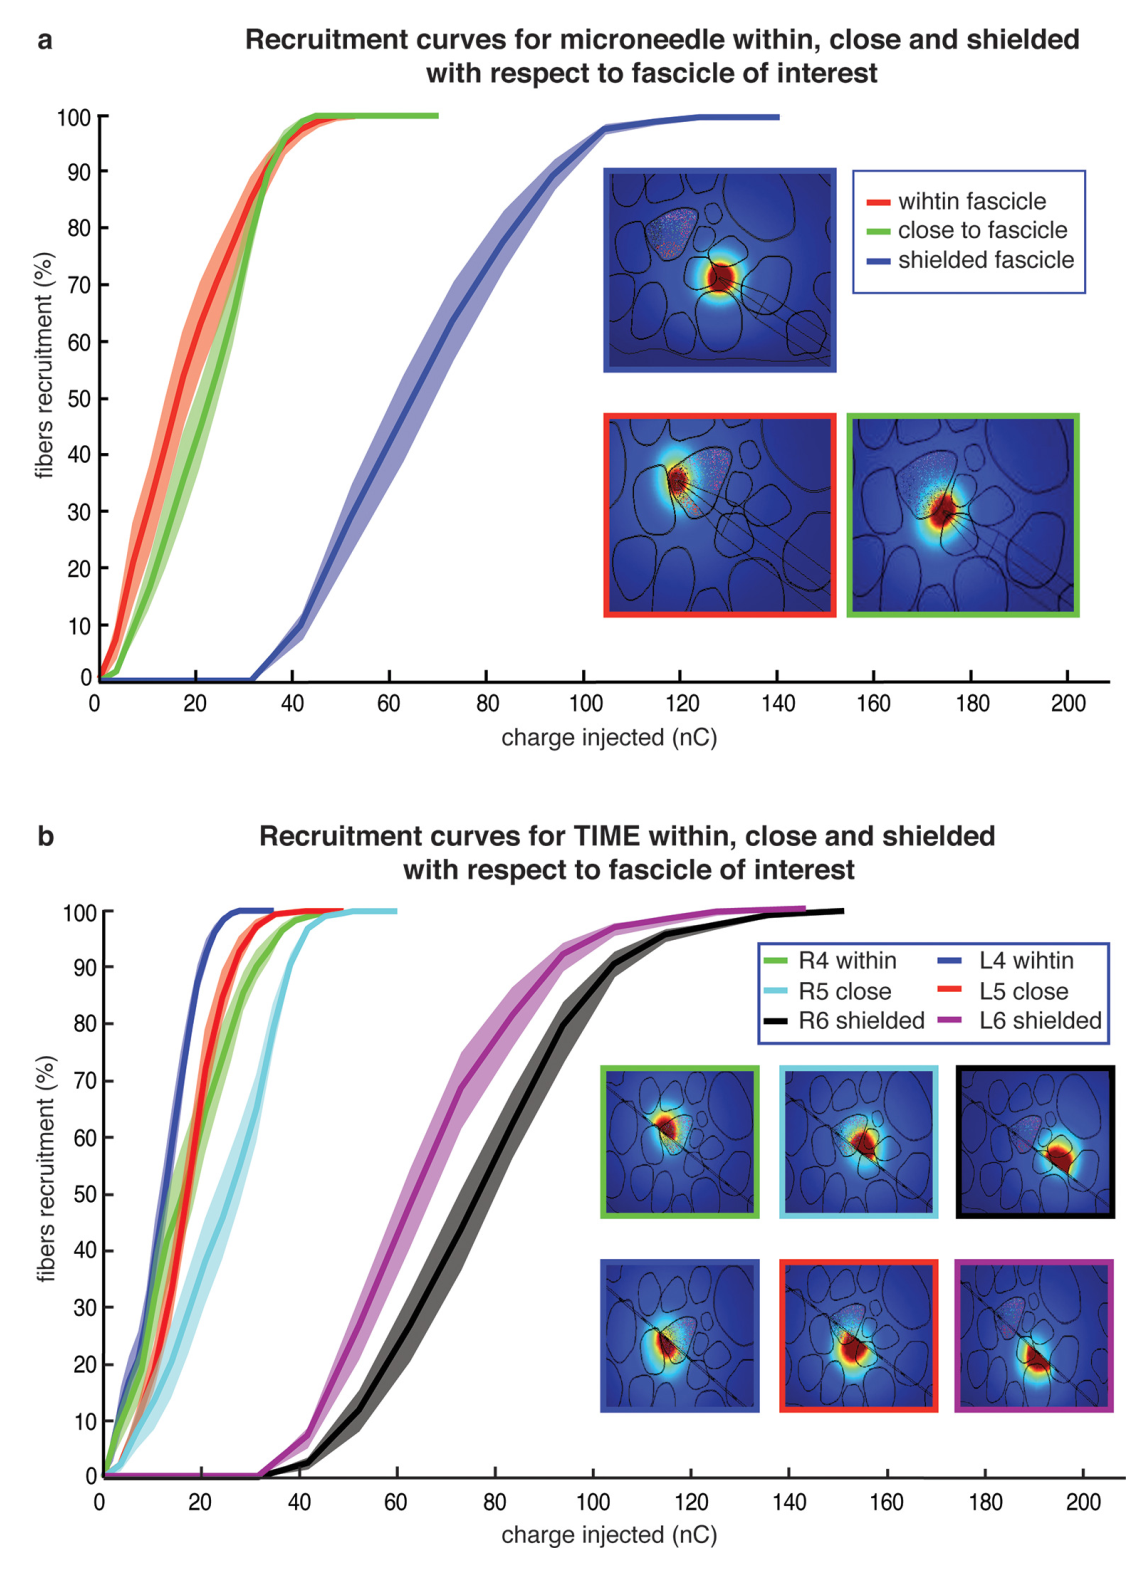 a
Recruitment curves for microneedle within, close and shielded
with respect to fascicle of interest
100
90
80
70
60
50
40
30
20
10
0
fibers recruitment (%)
wihtin fascicle
close to fascicle
shielded fascicle
0 20 40 60 80 100 120 140 160 180 200
charge injected (nC)
b
Recruitment curves for TIME within, close and shielded
with respect to fascicle of interest
100
90
80
70
60
50
40
30
20
10
0
fibers recruitment (%)
R4 wihtin L4 wihtin
R5 close L5 close
R6 shielded L6 shielded
0 20 40 60 80 100 120 140 160 180 200
charge injected (nC)